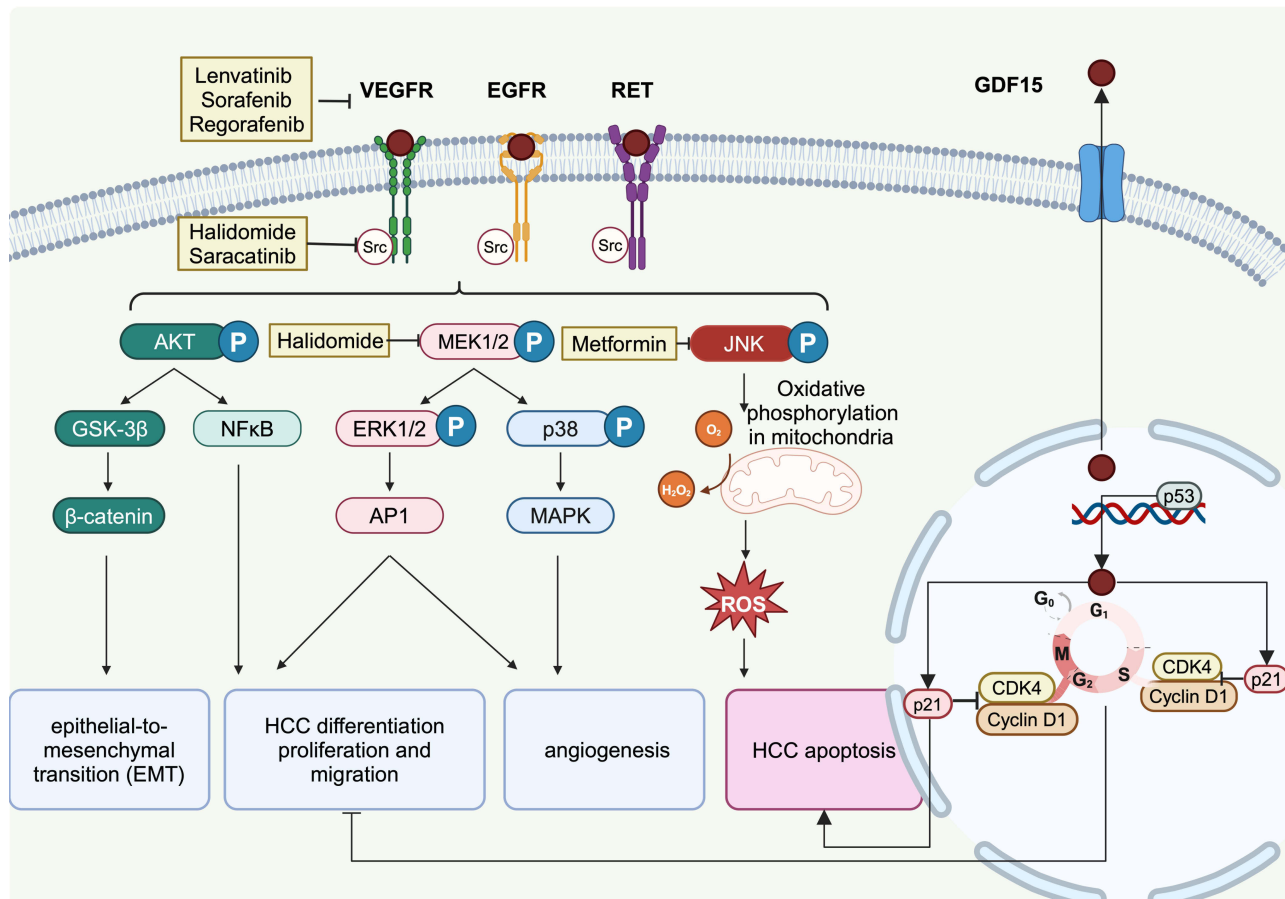 Lenvatinib
Sorafenib
Regorafenib
VEGFR
EGFR
RET
GDF15
Halidomide
Saracatinib
Src
Src
Src
AKT
P
Halidomide
MEK1/2
P
Metformin
JNK
P
GSK-3β
NFκB
ERK1/2
P
p38
P
Oxidative
phosphorylation
in mitochondria
O₂
H₂O₂
β-catenin
AP1
MAPK
ROS
p53
G₀
G₁
M
G₂
S
p21
CDK4
Cyclin D1
CDK4
Cyclin D1
p21
epithelial-to-
mesenchymal
transition (EMT)
HCC differentiation
proliferation and
migration
angiogenesis
HCC apoptosis